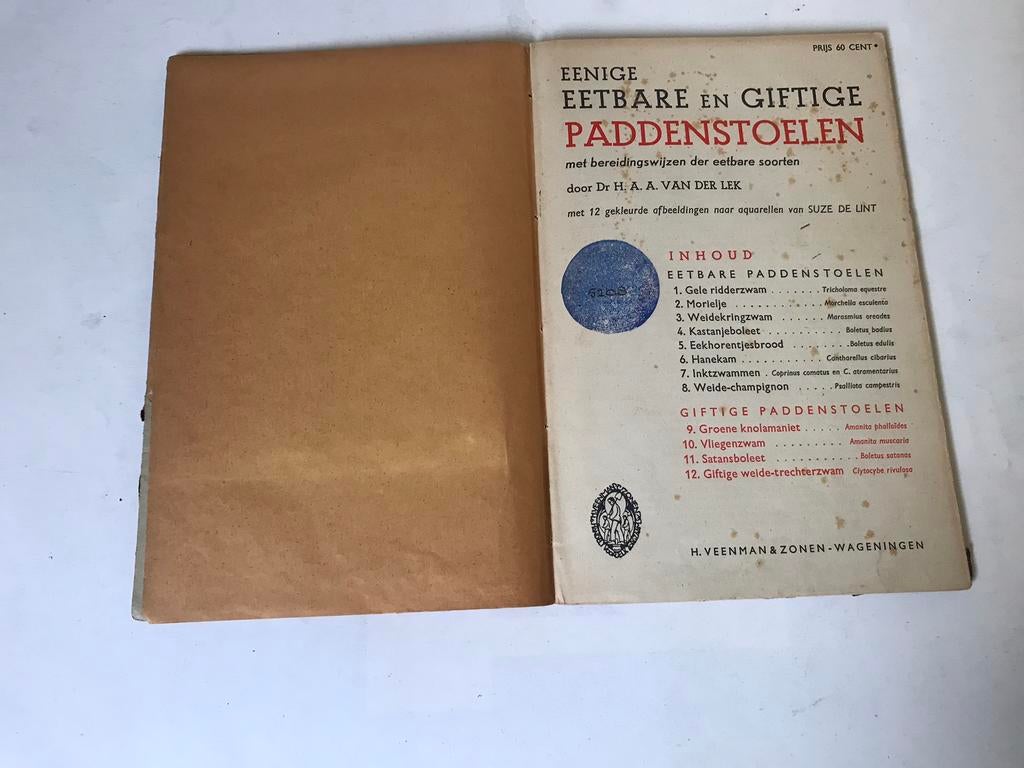 PRIJS 60 CENT
EENIGE
EETBARE EN GIFTIGE
PADDENSTOELEN
met bereidingswijzen der eetbare soorten
door Dr H. A. A. VAN DER LEK
met 12 gekleurde afbeeldingen naar aquarellen van SUZE DE LINT
INHOUD
EETBARE PADDENSTOELEN
1. Gele ridderzwam . . . . . . . Tricholoma equestre
2. Morielje . . . . . . . . . . . . Morchella esculenta
3. Weidekringzwam . . . . . . Marasmius oreades
4. Kastanjeboleet . . . . . . . . . . . Boletus badius
5. Eekhorentjesbrood . . . . . . . . Boletus edulis
6. Hanekam . . . . . . . . . . . Cantharellus cibarius
7. Inktzwammen . Coprinus comatus en C. atramentarius
8. Weide-champignon . . . . . Psalliota campestris
GIFTIGE PADDENSTOELEN
9. Groene knolamaniet . . . . . Amanita phalloïdes
10. Vliegenzwam . . . . . . . . . Amanita muscaria
11. Satansboleet . . . . . . . . . . . Boletus satanas
12. Giftige weide-trechterzwam Clytocybe rivulosa
H. VEENMAN & ZONEN - WAGENINGEN